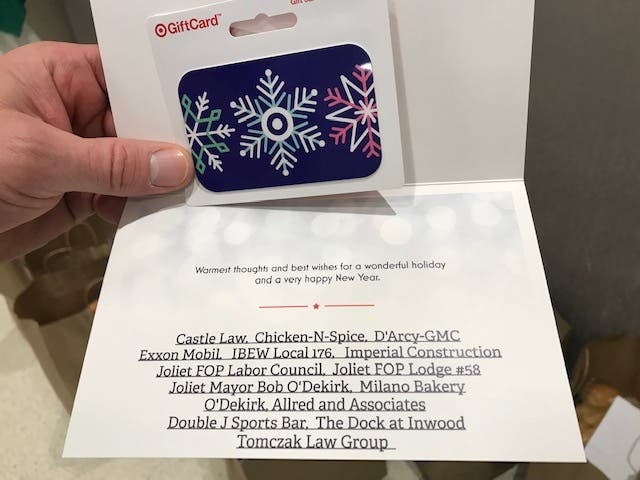 GiftCard™
Warmest thoughts and best wishes for a wonderful holiday
and a very happy New Year.
Castle Law, Chicken-N-Spice, D'Arcy-GMC
Exxon Mobil, IBEW Local 176, Imperial Construction
Joliet FOP Labor Council, Joliet FOP Lodge #58
Joliet Mayor Bob O'Dekirk, Milano Bakery
O'Dekirk, Allred and Associates
Double J Sports Bar, The Dock at Inwood
Tomczak Law Group